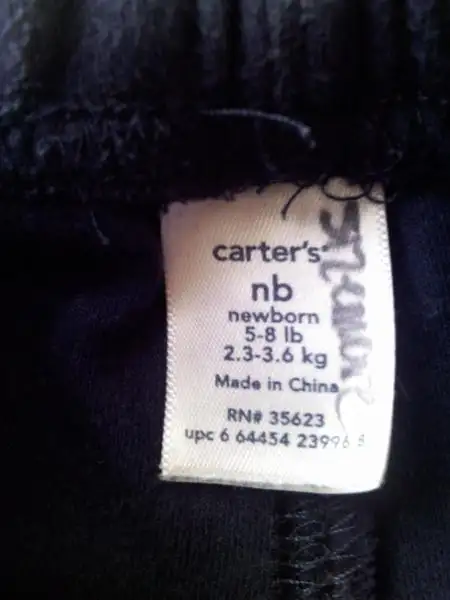 carter's
nb
newborn
5-8 lb
2.3-3.6 kg
Made in China
RN# 35623
upc 6 64454 23996 8